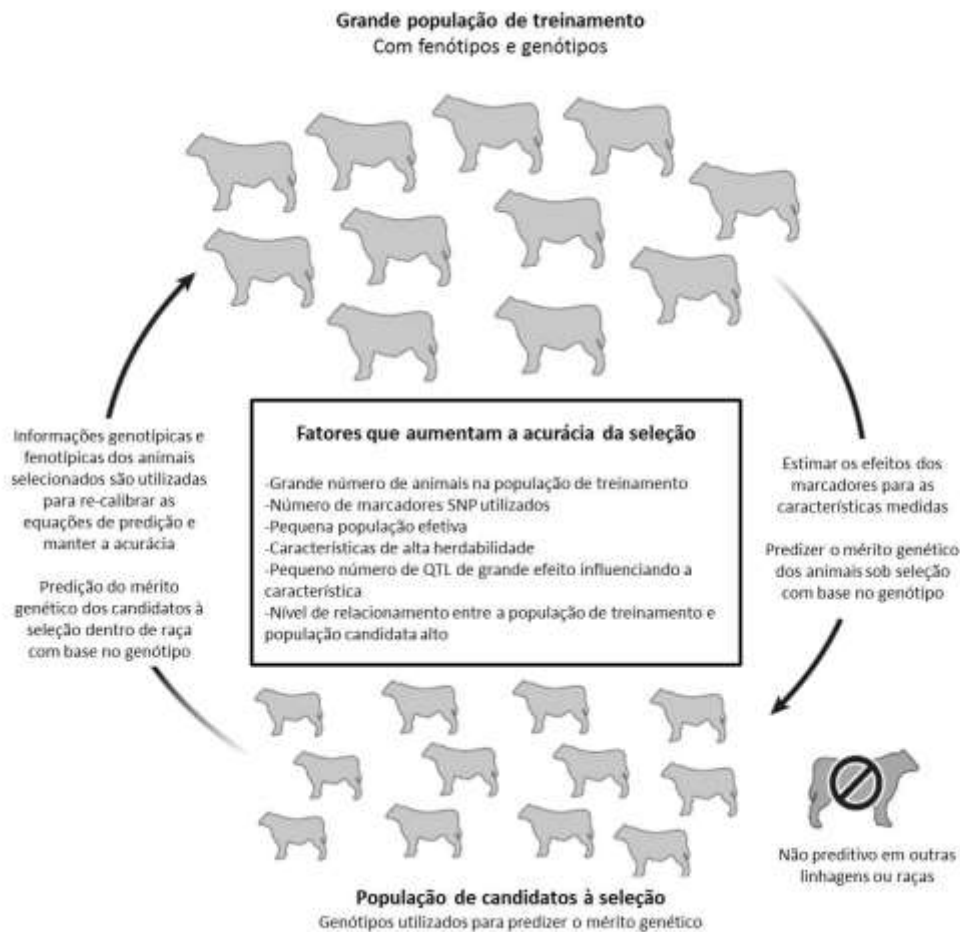 Grande população de treinamento
Com fenótipos e genótipos
Informações genotípicas e
fenotípicas dos animais
selecionados são utilizadas
para re-calibrar as
equações de predição e
manter a acurácia
Predição do mérito
genético dos candidatos à
seleção dentro de raça
com base no genótipo
Fatores que aumentam a acurácia da seleção
-Grande número de animais na população de treinamento
-Número de marcadores SNP utilizados
-Pequena população efetiva
-Características de alta herdabilidade
-Pequeno número de QTL de grande efeito influenciando a
característica
-Nível de relacionamento entre a população de treinamento e
população candidata alto
Estimar os efeitos dos
marcadores para as
características medidas
Predizer o mérito genético
dos animais sob seleção
com base no genótipo
Não preditivo em outras
linhagens ou raças
População de candidatos à seleção
Genótipos utilizados para predizer o mérito genético